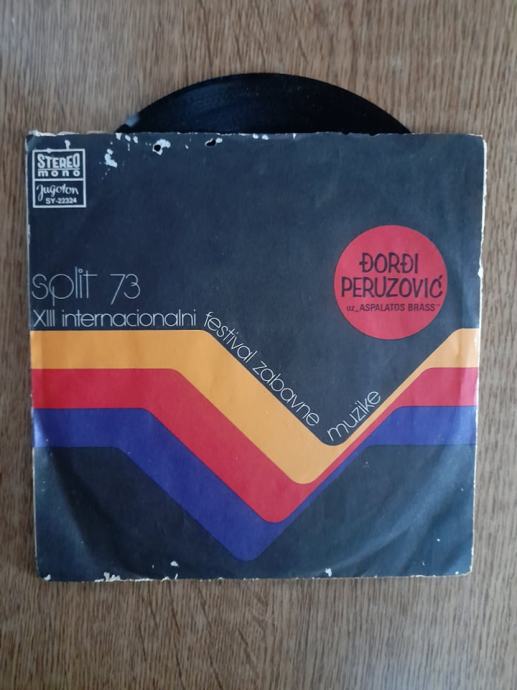 STEREO
mono
Jugoton
SY-22324
split 73
XIII internacionalni festival zabavne muzike
ĐORĐI
PERUZOVIĆ
uz „ASPALATOS BRASS"